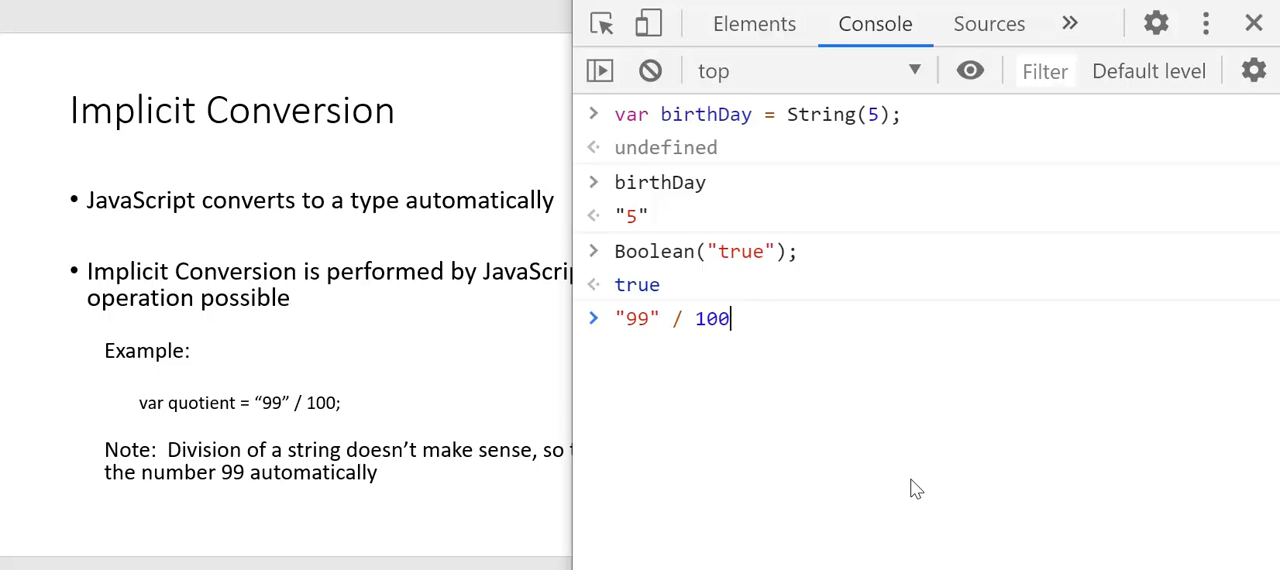 Implicit Conversion
• JavaScript converts to a type automatically
• Implicit Conversion is performed by
operation possible
Example:
var quotient = “99” / 100;
Note: Division of a string doesn’t make sense, so
the number 99 automatically
Elements Console Sources
top Filter Default level
var birthDay = String(5);
undefined
birthDay
"5"
Boolean("true");
true
"99" / 100